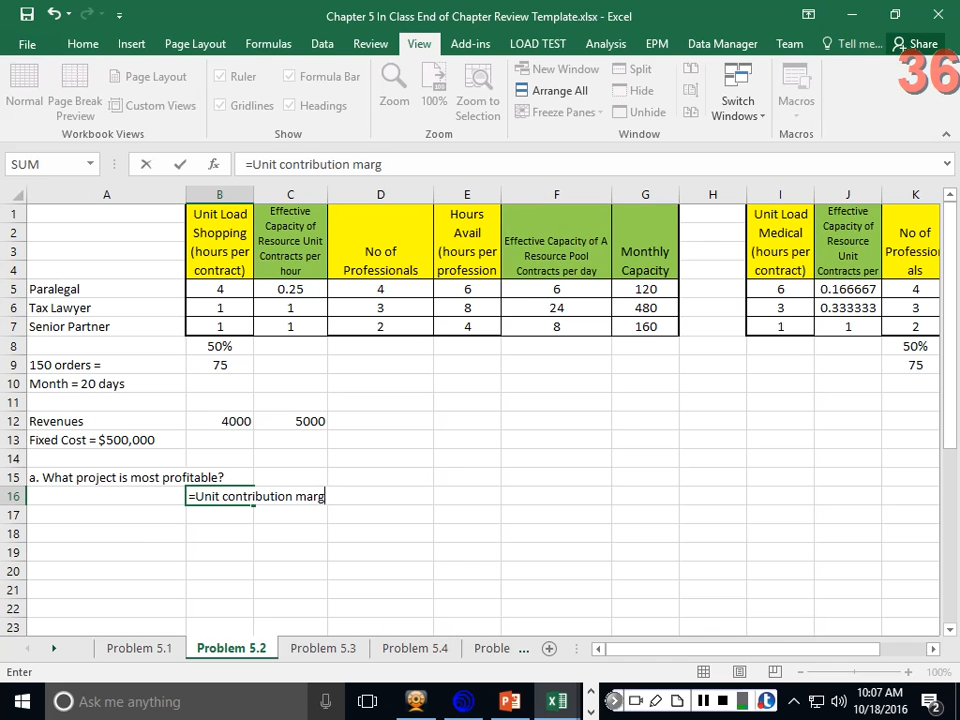 Chapter 5 In Class End of Chapter Review Template.xlsx - Excel
File Home Insert Page Layout Formulas Data Review View Add-ins LOAD TEST Analysis EPM Data Manager Team Tell me... Share
36
Normal
Page Break
Preview
Page Layout
Custom Views
Workbook Views
Ruler
Formula Bar
Gridlines
Headings
Show
Zoom
100%
Zoom to
Selection
Zoom
New Window
Arrange All
Freeze Panes
Split
Hide
Unhide
Window
Switch
Windows
Macros
Macros
SUM
fx
=Unit contribution marg
A B C D E F G H I J K
1 2 3 4
Unit Load
Shopping
(hours per
contract)
Effective
Capacity of
Resource Unit
Contracts per
hour
No of
Professionals
Hours
Avail
(hours per
profession
Effective Capacity of A
Resource Pool
Contracts per day
Monthly
Capacity
Unit Load
Medical
(hours per
contract)
Effective
Capacity of
Resource
Unit
Contracts per
No of
Professio
als
5 Paralegal 4 0.25 4 6 6 120 6 0.166667 4
6 Tax Lawyer 1 1 3 8 24 480 3 0.333333 3
7 Senior Partner 1 1 2 4 8 160 1 1 2
8 50% 50%
9 150 orders = 75 75
10 Month = 20 days
11
12 Revenues 4000 5000
13 Fixed Cost = $500,000
14
15 a. What project is most profitable?
16 =Unit contribution marg
17
18
19
20
21
22
23
Problem 5.1 Problem 5.2 Problem 5.3 Problem 5.4 Proble ...
Enter
100%
Ask me anything
10:07 AM
10/18/2016
2